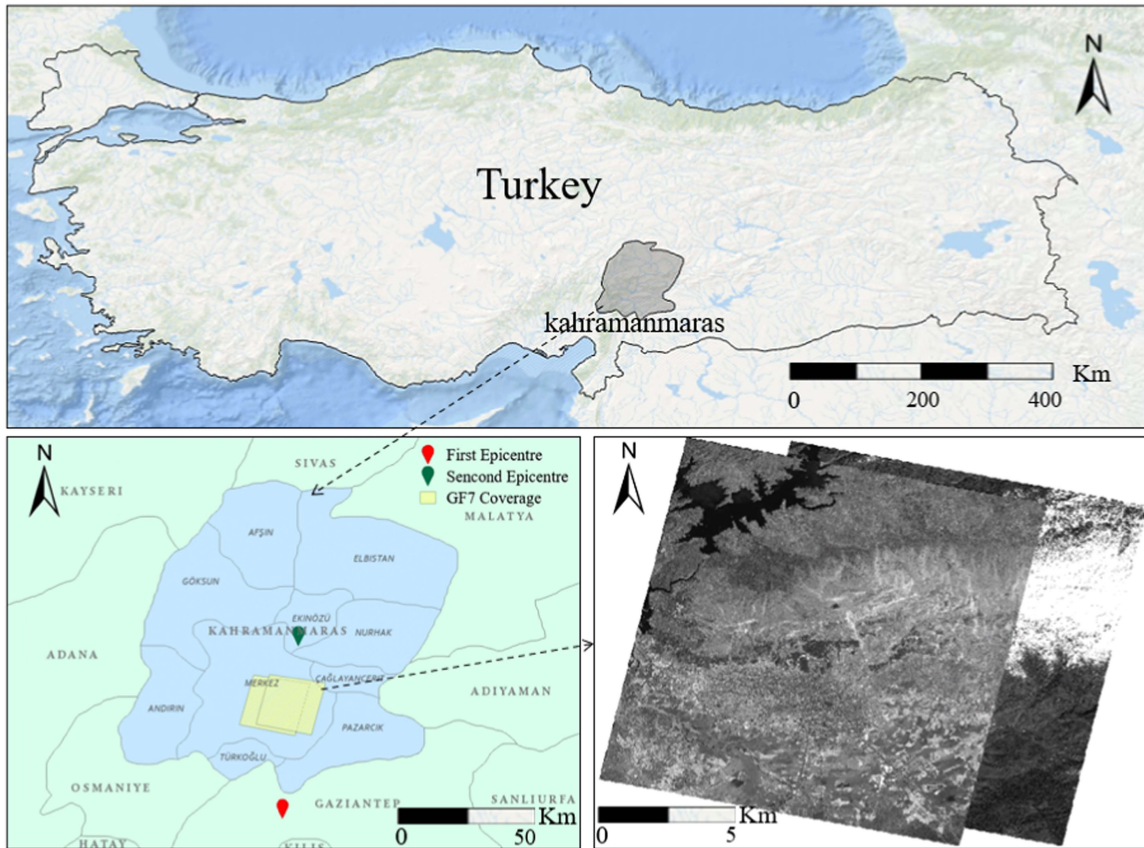 N
Turkey
kahramanmaras
Km
0 200 400
N
First Epicentre
Sencond Epicentre
GF7 Coverage
SIVAS
KAYSERI
MALATYA
AFŞIN
ELBISTAN
GÖKSUN
EKINÖZÜ
KAHRAMANMARAS
NURHAK
ADANA
MERKEZ
ÇAĞLAYANCERIT
ADIYAMAN
ANDIRIN
PAZARCIK
TÜRKOĞLU
OSMANIYE
GAZIANTEP
SANLIURFA
Km
0 50
HATAY
KILIS
N
Km
0 5